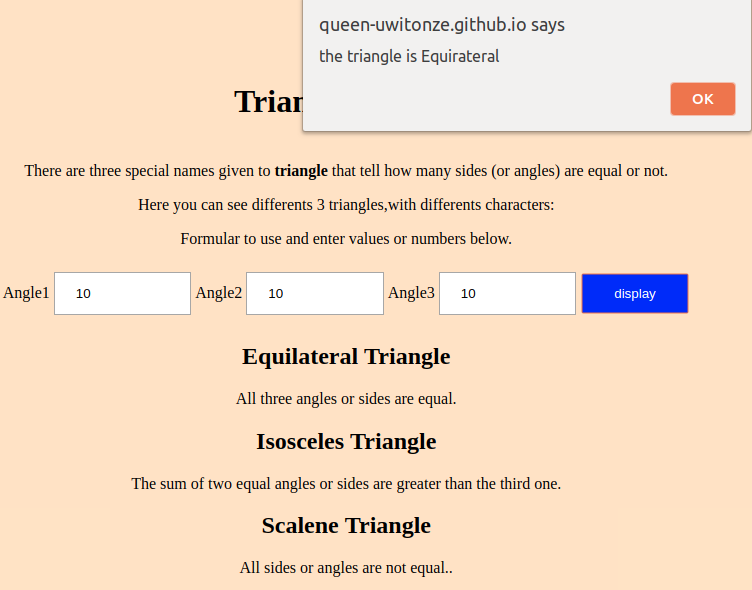 queen-uwitonze.github.io says
the triangle is Equirateral
OK
There are three special names given to triangle that tell how many sides (or angles) are equal or not.
Here you can see differents 3 triangles,with differents characters:
Formular to use and enter values or numbers below.
Angle1 10 Angle2 10 Angle3 10 display
Equilateral Triangle
All three angles or sides are equal.
Isosceles Triangle
The sum of two equal angles or sides are greater than the third one.
Scalene Triangle
All sides or angles are not equal..